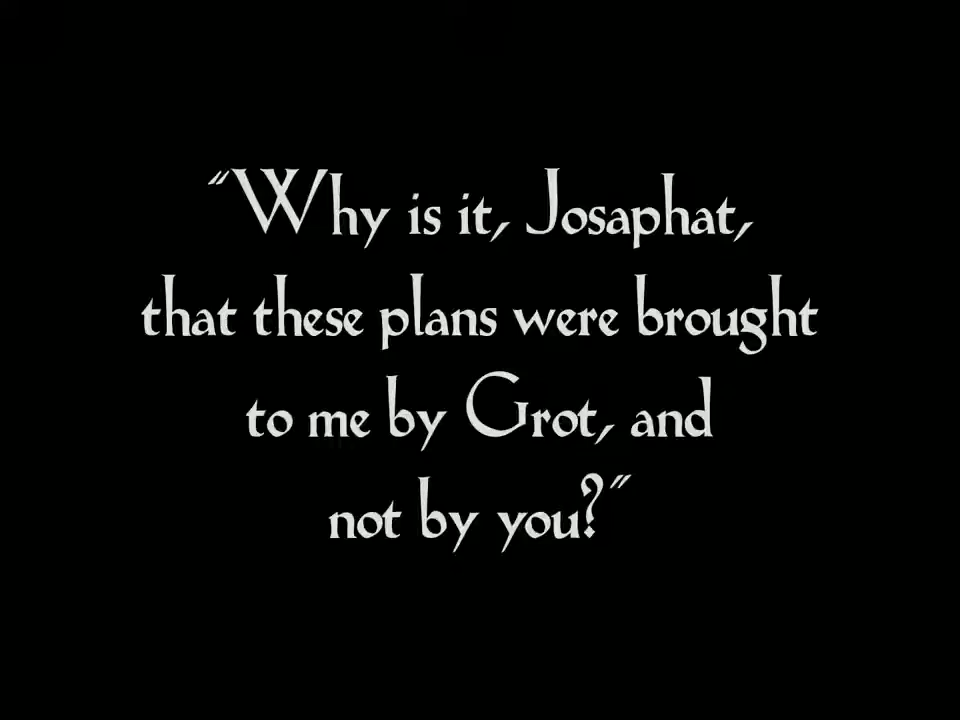 “Why is it, Josaphat,
that these plans were brought
to me by Grot, and
not by you?”